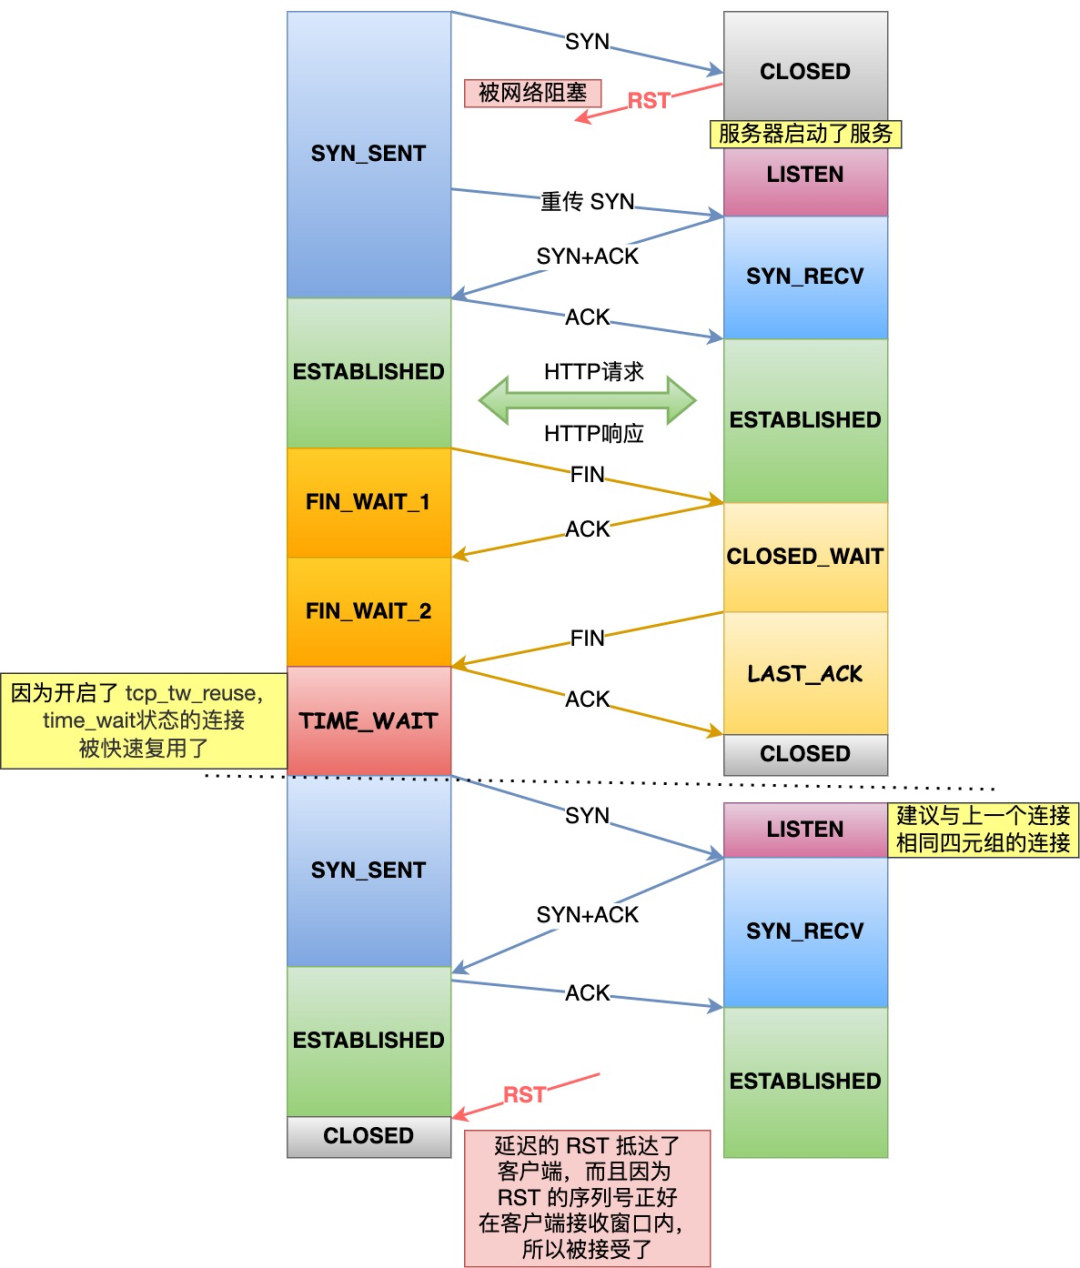 SYN
CLOSED
被网络阻塞
RST
服务器启动了服务
SYN_SENT
LISTEN
重传 SYN
SYN+ACK
SYN_RECV
ACK
ESTABLISHED
HTTP请求
ESTABLISHED
HTTP响应
FIN
FIN_WAIT_1
ACK
CLOSED_WAIT
FIN_WAIT_2
FIN
LAST_ACK
因为开启了 tcp_tw_reuse,
time_wait状态的连接
被快速复用了
ACK
TIME_WAIT
CLOSED
SYN
LISTEN
建议与上一个连接
相同四元组的连接
SYN_SENT
SYN+ACK
SYN_RECV
ACK
ESTABLISHED
ESTABLISHED
RST
CLOSED
延迟的 RST 抵达了
客户端，而且因为
RST 的序列号正好
在客户端接收窗口内，
所以被接受了